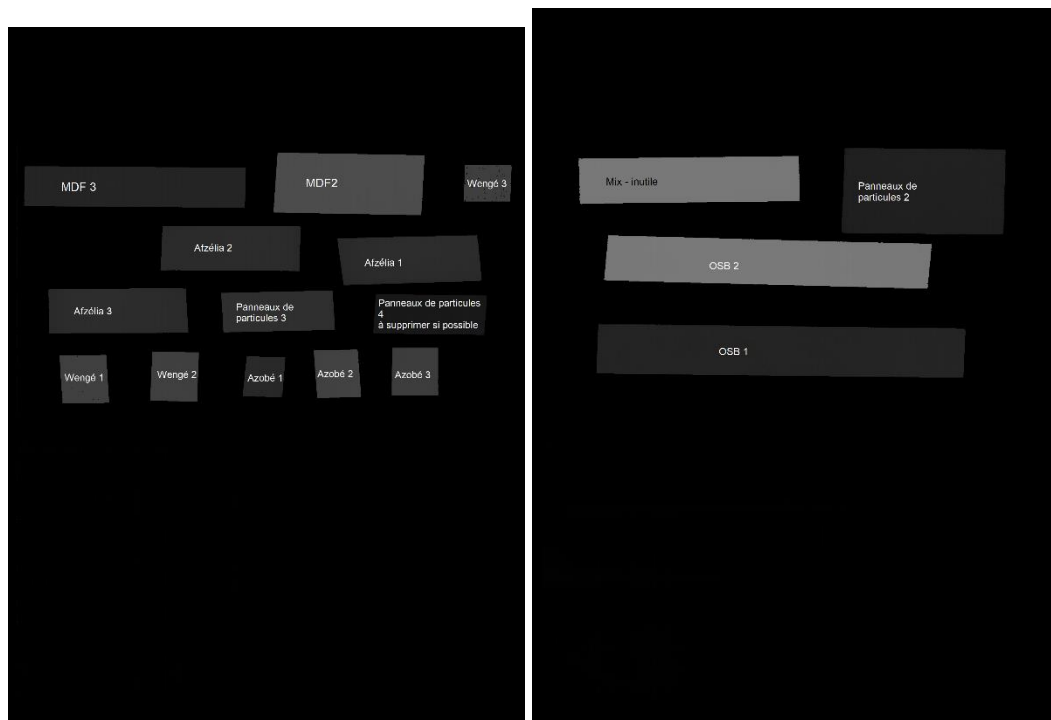 MDF 3
MDF2
Wengé 3
Afzélia 2
Afzélia 1
Afzélia 3
Panneaux de
particules 3
Panneaux de particules
4
à supprimer si possible
Wengé 1
Wengé 2
Azobé 1
Azobé 2
Azobé 3
Mix - inutile
Panneaux de
particules 2
OSB 2
OSB 1